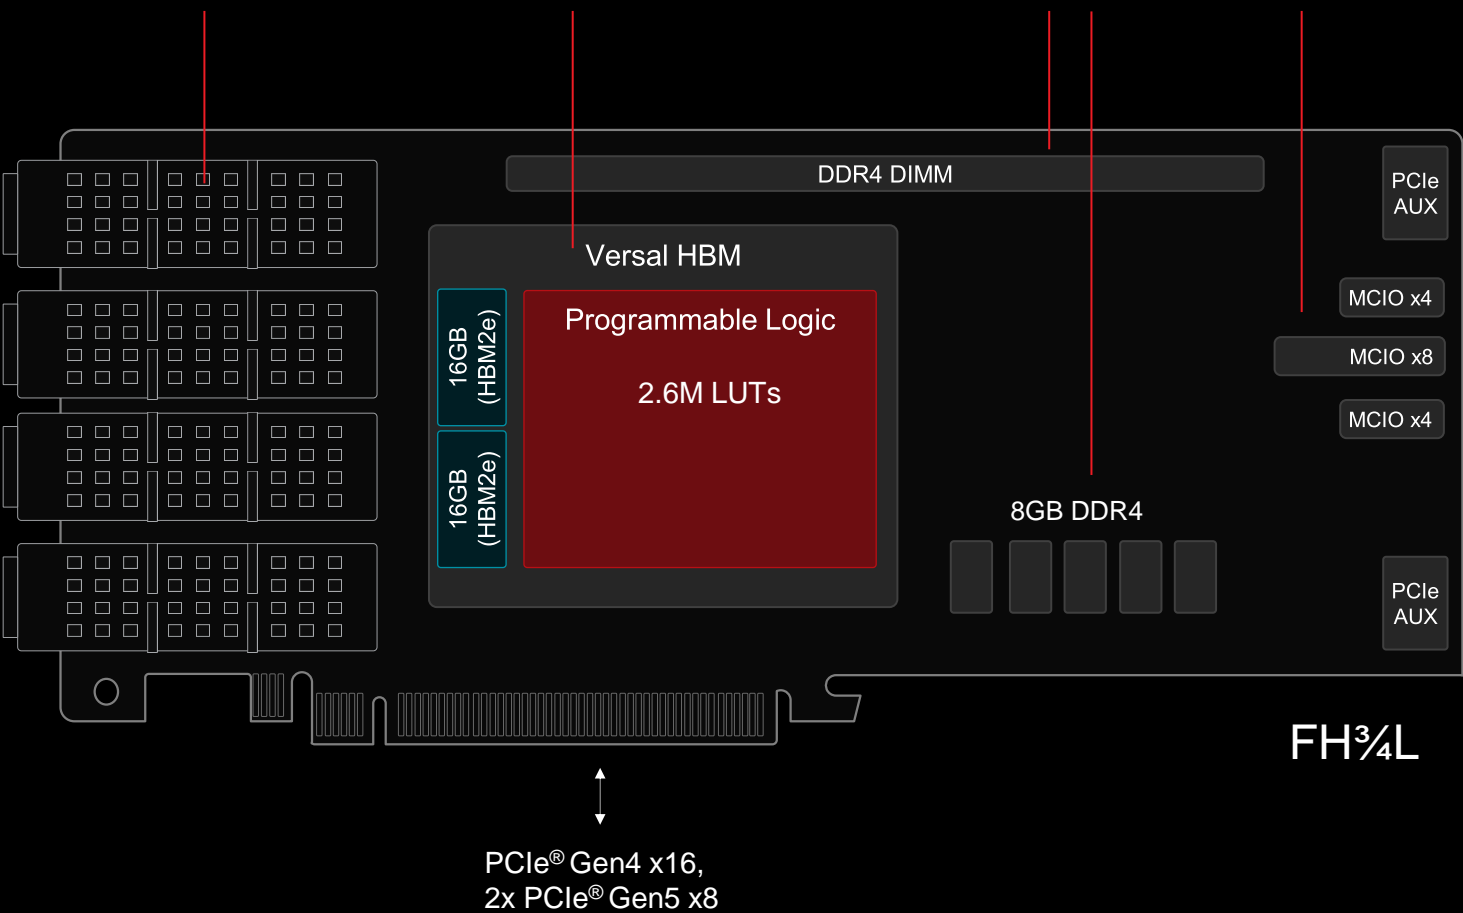 DDR4 DIMM
PCIe
AUX
Versal HBM
MCIO x4
16GB
(HBM2e)
Programmable Logic
MCIO x8
2.6M LUTs
MCIO x4
16GB
(HBM2e)
8GB DDR4
PCIe
AUX
FH¾L
PCIe® Gen4 x16,
2x PCIe® Gen5 x8